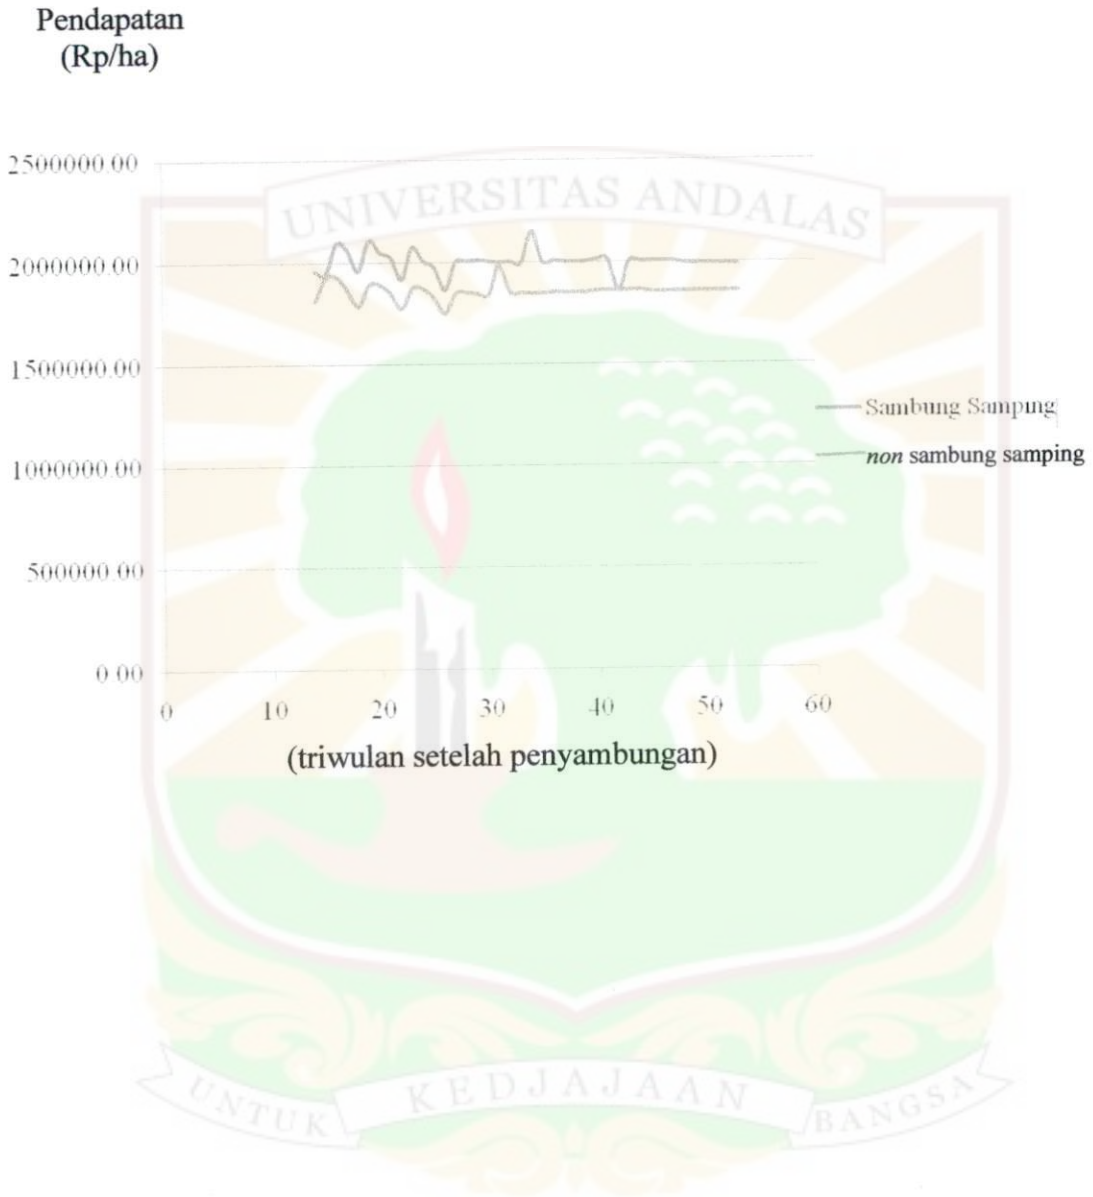 Pendapatan
(Rp/ha)
2500000.00
UNIVERSITAS ANDALAS
2000000.00
1500000.00
Sambung Samping
1000000.00
non sambung samping
500000.00
0.00
0 10 20 30 40 50 60
(triwulan setelah penyambungan)
UNTUK KEDJAJAAN BANGSA